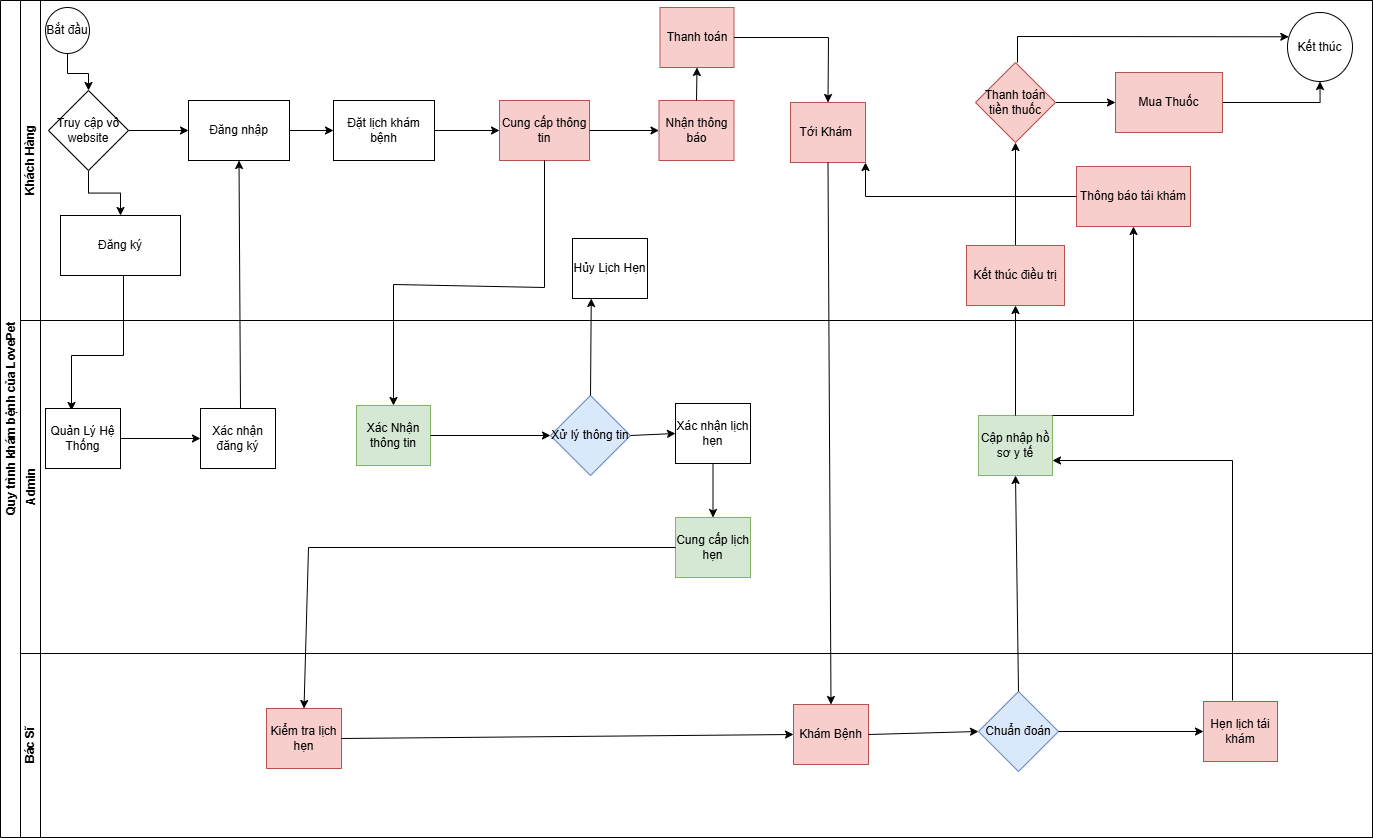 Quy trình khám bệnh của LovePet
Khách Hàng
Bắt đầu
Truy cập vô
website
Đăng ký
Đăng nhập
Đặt lịch khám
bệnh
Cung cấp thông
tin
Nhận thông
báo
Thanh toán
Tới Khám
Hủy Lịch Hẹn
Thanh toán
tiền thuốc
Mua Thuốc
Kết thúc
Thông báo tái khám
Kết thúc điều trị
Admin
Quản Lý Hệ
Thống
Xác nhận
đăng ký
Xác Nhận
thông tin
Xử lý thông tin
Xác nhận lịch
hẹn
Cung cấp lịch
hẹn
Cập nhập hồ
sơ y tế
Bác Sĩ
Kiểm tra lịch
hẹn
Khám Bệnh
Chuẩn đoán
Hẹn lịch tái
khám